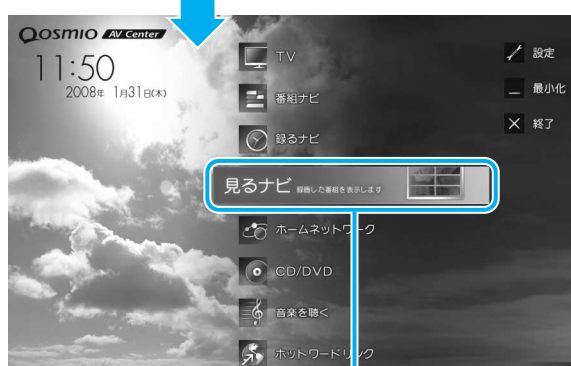 Qosmio AV Center
11:50
2008年 1月31日(木)
TV
番組ナビ
録るナビ
見るナビ 録画した番組を表示します
ホームネットワーク
CD/DVD
音楽を聴く
ホットワードリンク
設定
最小化
終了